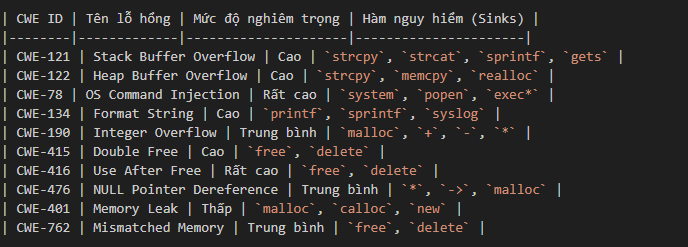 | CWE ID | Tên lỗ hổng | Mức độ nghiêm trọng | Hàm nguy hiểm (Sinks) |
|--------|-------------|---------------------|-----------------------|
| CWE-121 | Stack Buffer Overflow | Cao | `strcpy`, `strcat`, `sprintf`, `gets` |
| CWE-122 | Heap Buffer Overflow | Cao | `strcpy`, `memcpy`, `realloc` |
| CWE-78 | OS Command Injection | Rất cao | `system`, `popen`, `exec*` |
| CWE-134 | Format String | Cao | `printf`, `sprintf`, `syslog` |
| CWE-190 | Integer Overflow | Trung bình | `malloc`, `+`, `-`, `*` |
| CWE-415 | Double Free | Cao | `free`, `delete` |
| CWE-416 | Use After Free | Rất cao | `free`, `delete` |
| CWE-476 | NULL Pointer Dereference | Trung bình | `*`, `->`, `malloc` |
| CWE-401 | Memory Leak | Thấp | `malloc`, `calloc`, `new` |
| CWE-762 | Mismatched Memory | Trung bình | `free`, `delete` |